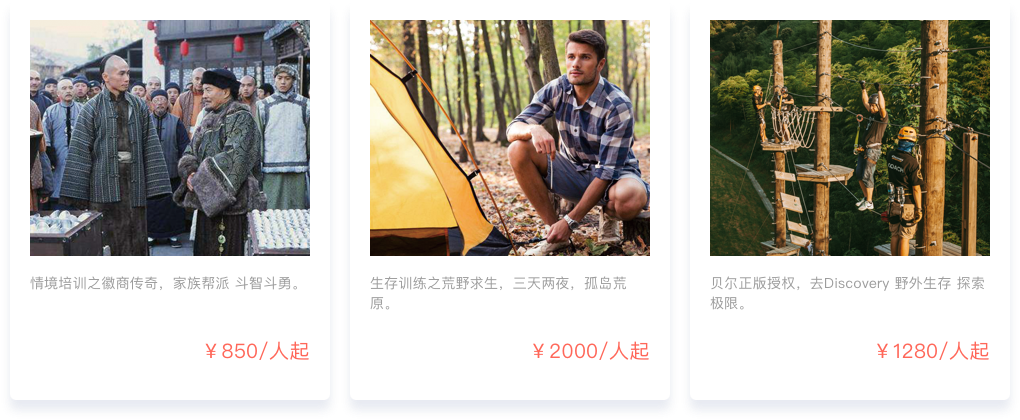 情境培训之徽商传奇，家族帮派 斗智斗勇。
¥850/人起
生存训练之荒野求生，三天两夜，孤岛荒
原。
¥2000/人起
贝尔正版授权，去Discovery 野外生存 探索
极限。
¥1280/人起